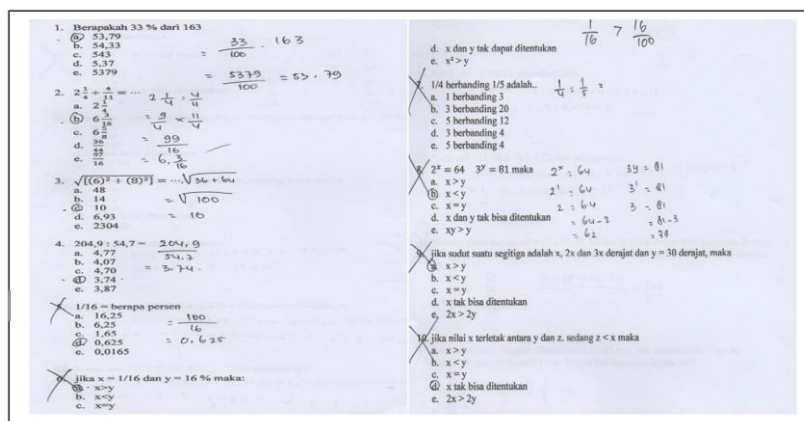 1. Berapakah 33 % dari 163
a. 53,79
b. 54,33
c. 543
d. 5,37
e. 5379
33/100 . 163
=
= 5379/100 = 53.79
2. 2 1/4 ÷ 4/11 = ...
a. 2 1/4
b. 6 3/16
c. 6 5/8
d.
e.
2 1/4 : 4/11
= 9/4 × 11/4
= 99/16
= 6, 3/16
3. √[(6)² + (8)²] = ... √36 + 64
a. 48
b. 14
c. 10
d. 6,93
e. 2304
= √100
= 10
4. 204,9 : 54,7 = 204,9/54,7
a. 4,77
b. 4,07
c. 4,70
d. 3,74
e. 3,87
= 3.74.
1/16 = berapa persen
a. 16,25
b. 6,25
c. 1,65
d. 0,625
e. 0,0165
= 100/16
= 0,625
jika x = 1/16 dan y = 16 % maka:
x>y
b. x<y
c. x=y
1/16 > 16/100
d. x dan y tak dapat ditentukan
e. x² > y
1/4 berbanding 1/5 adalah..
a. 1 berbanding 3
b. 3 berbanding 20
c. 5 berbanding 12
d. 3 berbanding 4
e. 5 berbanding 4
1/4 : 1/5 =
2ˣ = 64 3ʸ = 81 maka
a. x > y
b. x < y
c. x = y
d. x dan y tak bisa ditentukan
e. xy > y
2ˣ = 64
2¹ = 64
2 = 64
= 64 - 2
= 62
3y = 81
3¹ = 81
3 = 81
= 81 - 3
= 78
jika sudut suatu segitiga adalah x, 2x dan 3x derajat dan y = 30 derajat, maka
a. x > y
b. x < y
c. x = y
d. x tak bisa ditentukan
e. 2x > 2y
10. jika nilai x terletak antara y dan z, sedang z < x maka
a. x > y
b. x < y
c. x = y
d. x tak bisa ditentukan
e. 2x > 2y